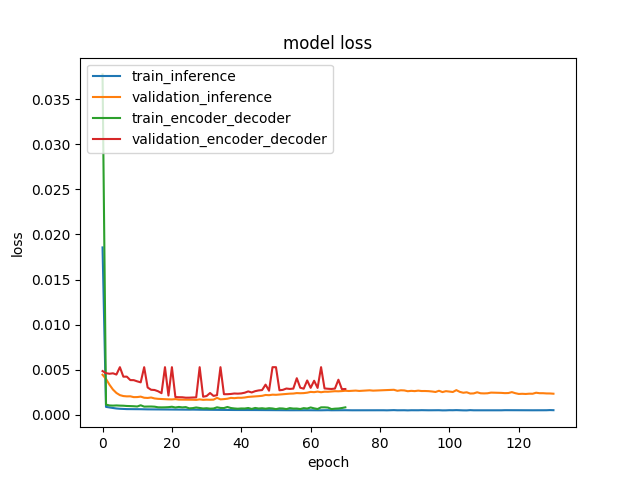 model loss
train_inference
validation_inference
train_encoder_decoder
validation_encoder_decoder
0.035
0.030
0.025
0.020
0.015
0.010
0.005
0.000
loss
0 20 40 60 80 100 120
epoch